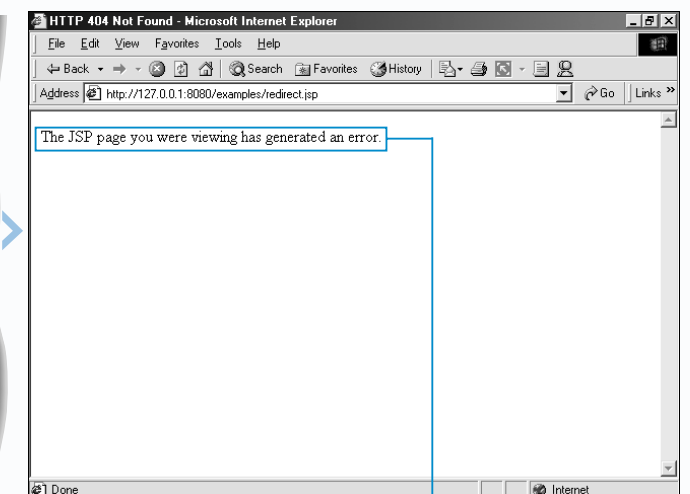 HTTP 404 Not Found - Microsoft Internet Explorer
File Edit View Favorites Tools Help
Back Search Favorites History
Address http://127.0.0.1:8080/examples/redirect.jsp Go Links »
The JSP page you were viewing has generated an error.
Done Internet